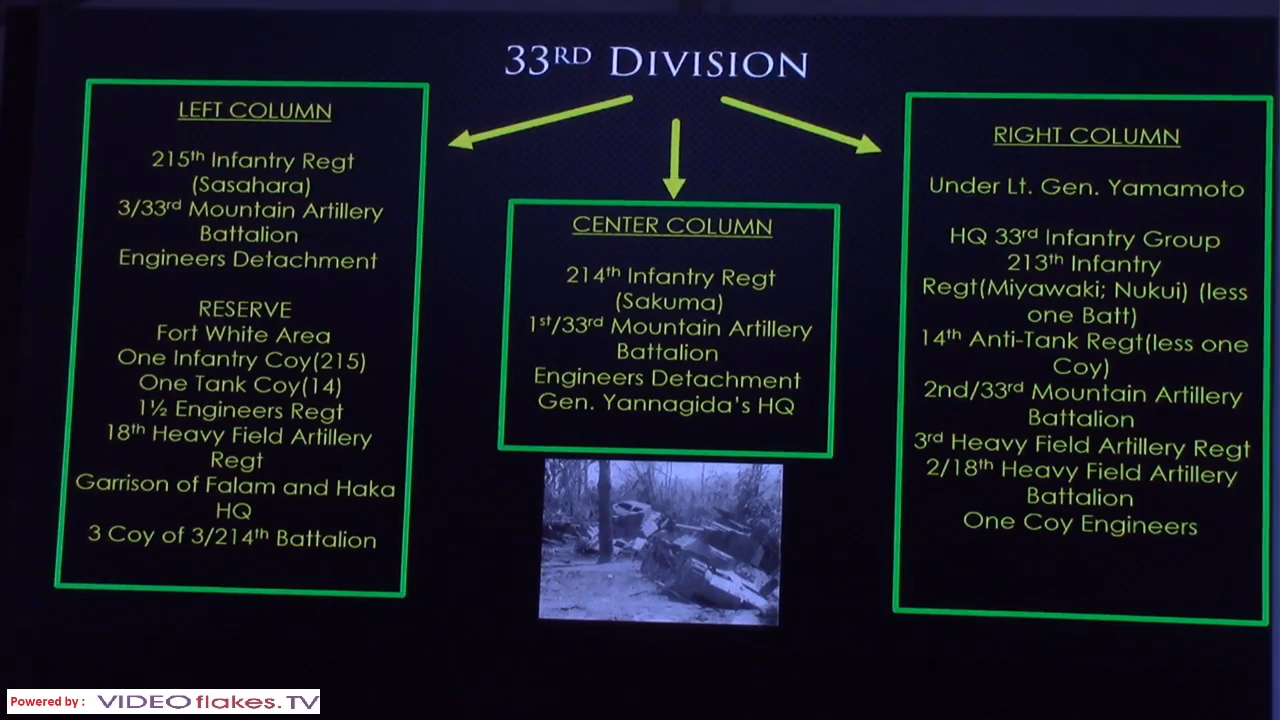 33RD DIVISION
LEFT COLUMN
215th Infantry Regt
(Sasahara)
3/33rd Mountain Artillery
Battalion
Engineers Detachment
RESERVE
Fort White Area
One Infantry Coy(215)
One Tank Coy(14)
1½ Engineers Regt
18th Heavy Field Artillery
Regt
Garrison of Falam and Haka
HQ
3 Coy of 3/214th Battalion
CENTER COLUMN
214th Infantry Regt
(Sakuma)
1st/33rd Mountain Artillery
Battalion
Engineers Detachment
Gen. Yannagida's HQ
RIGHT COLUMN
Under Lt. Gen. Yamamoto
HQ 33rd Infantry Group
213th Infantry
Regt(Miyawaki; Nukui) (less
one Batt)
14th Anti-Tank Regt(less one
Coy)
2nd/33rd Mountain Artillery
Battalion
3rd Heavy Field Artillery Regt
2/18th Heavy Field Artillery
Battalion
One Coy Engineers
Powered by : VIDEOflakes.TV